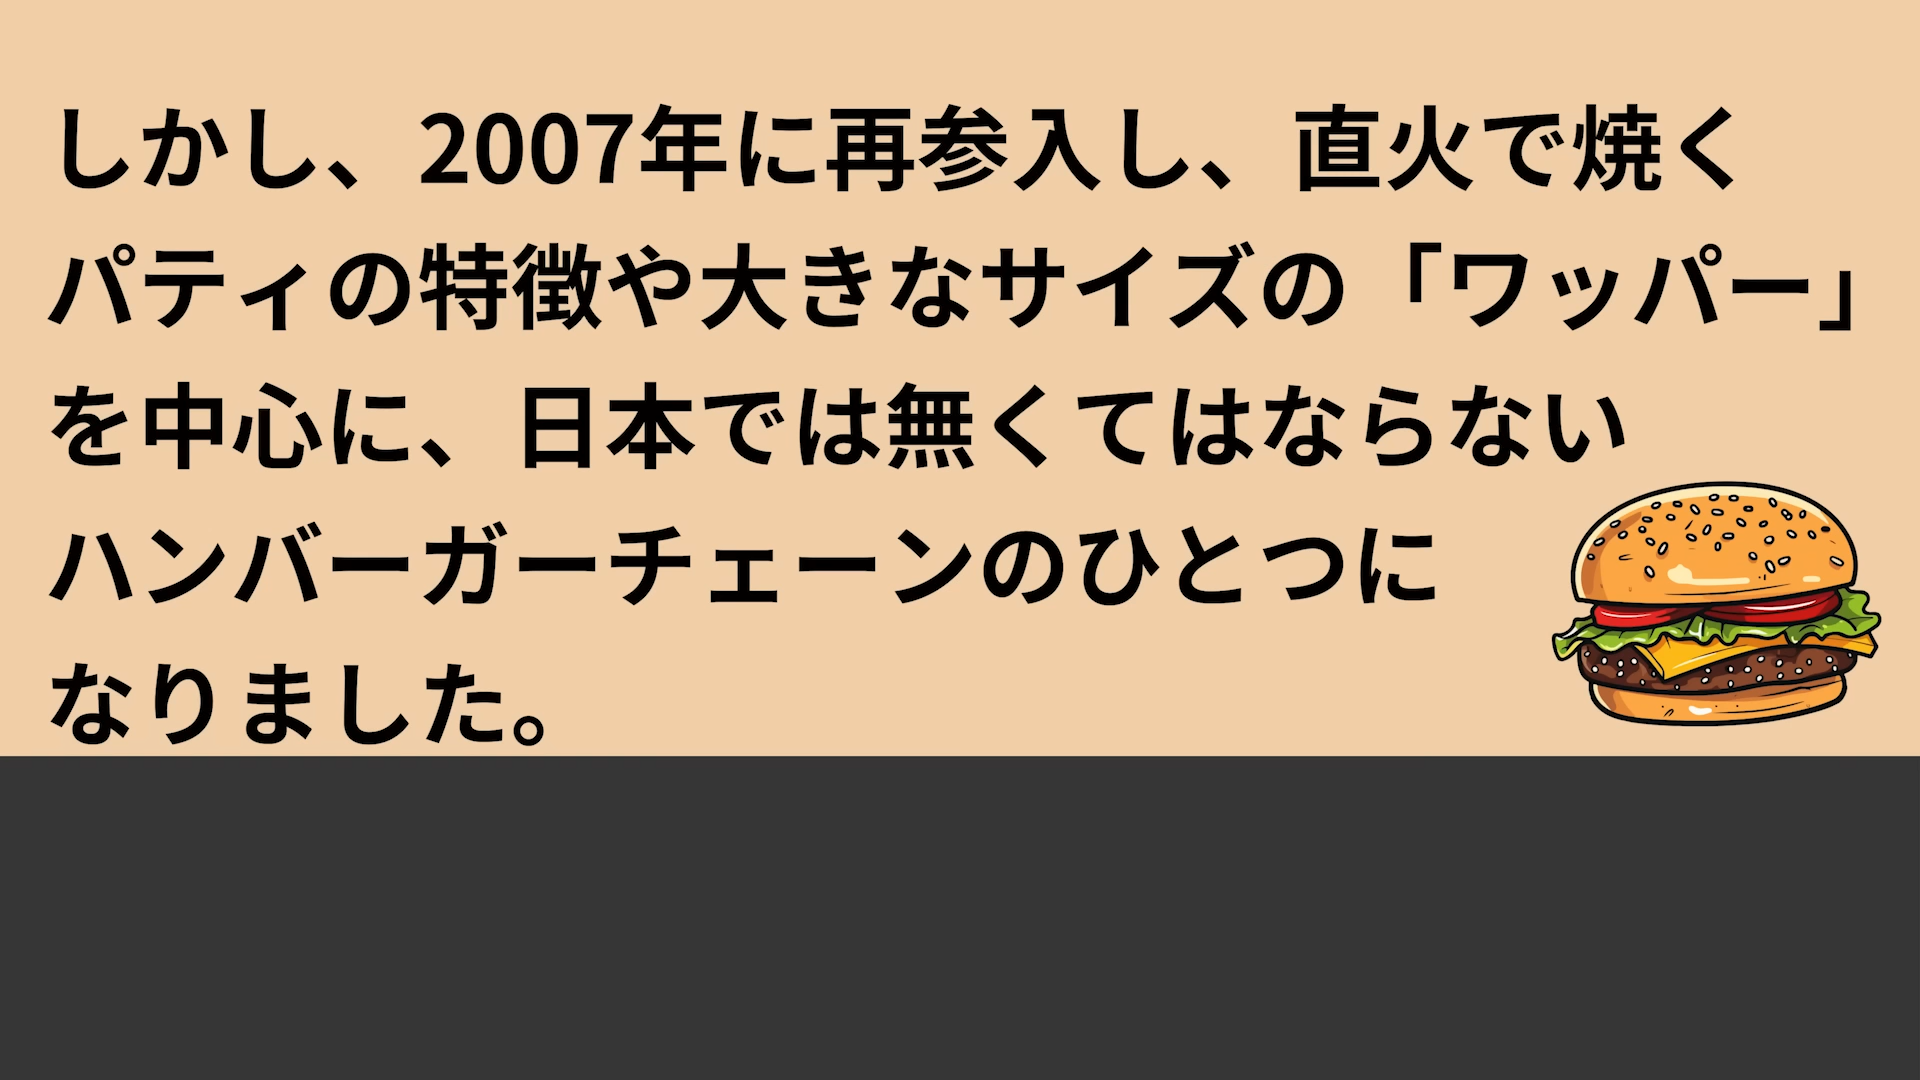 しかし、2007年に再参入し、直火で焼く
パティの特徴や大きなサイズの「ワッパー」
を中心に、日本では無くてはならない
ハンバーガーチェーンのひとつに
なりました。